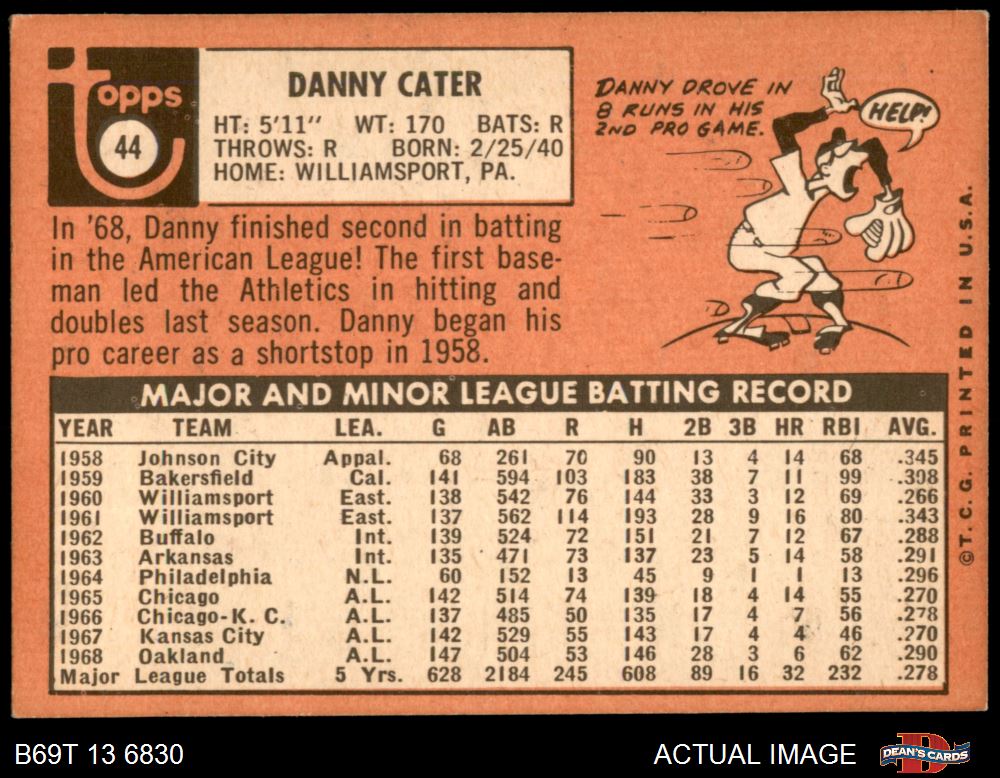 topps
44
DANNY CATER
HT: 5'11" WT: 170 BATS: R
THROWS: R BORN: 2/25/40
HOME: WILLIAMSPORT, PA.
DANNY DROVE IN
8 RUNS IN HIS
2ND PRO GAME.
HELP!
In '68, Danny finished second in batting
in the American League! The first base-
man led the Athletics in hitting and
doubles last season. Danny began his
pro career as a shortstop in 1958.
MAJOR AND MINOR LEAGUE BATTING RECORD
YEAR TEAM LEA. G AB R H 2B 3B HR RBI AVG.
1958 Johnson City Appal. 68 261 70 90 13 4 14 68 .345
1959 Bakersfield Cal. 141 594 103 183 38 7 11 99 .308
1960 Williamsport East. 138 542 76 144 33 3 12 69 .266
1961 Williamsport East. 137 562 114 193 28 9 16 80 .343
1962 Buffalo Int. 139 524 72 151 21 7 12 67 .288
1963 Arkansas Int. 135 471 73 137 23 5 14 58 .291
1964 Philadelphia N.L. 60 152 13 45 9 1 1 13 .296
1965 Chicago A.L. 142 514 74 139 18 4 14 55 .270
1966 Chicago-K. C. A.L. 137 485 50 135 17 4 7 56 .278
1967 Kansas City A.L. 142 529 55 143 17 4 4 46 .270
1968 Oakland A.L. 147 504 53 146 28 3 6 62 .290
Major League Totals 5 Yrs. 628 2184 245 608 89 16 32 232 .278
©T.C.G. PRINTED IN U.S.A.
B69T 13 6830
ACTUAL IMAGE
DEAN'S CARDS